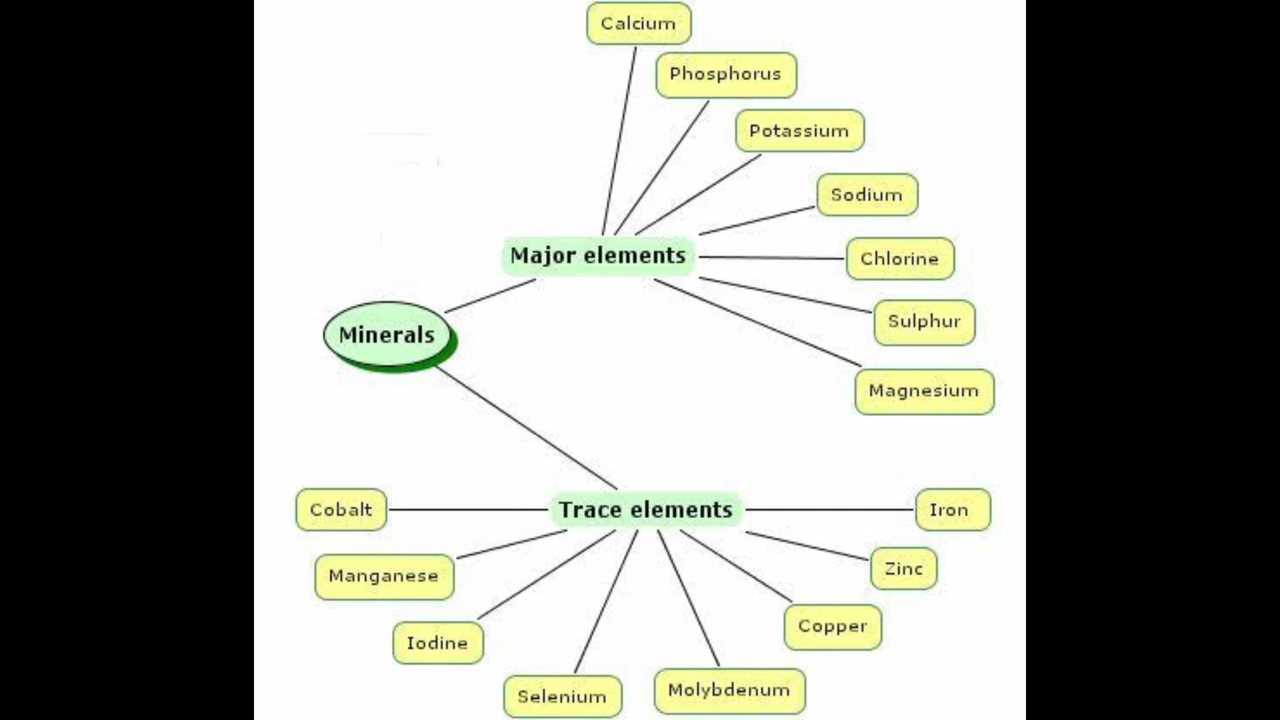 Calcium
Phosphorus
Potassium
Sodium
Major elements
Chlorine
Sulphur
Minerals
Magnesium
Cobalt
Trace elements
Iron
Manganese
Zinc
Iodine
Copper
Selenium
Molybdenum